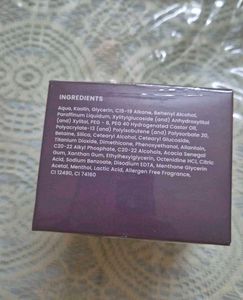 INGREDIENTS
Aqua, Kaolin, Glycerin, C15-19 Alkane, Behenyl Alcohol,
Paraffinum Liquidum, Xylitylglucoside (and) Anhydroxylitol
(and) Xylitol, PEG - 8, PEG 40 Hydrogenated Castor Oil,
Polyacrylate-13 (and) Polyisobutene (and) Polysorbate 20,
Betaine, Silica, Cetearyl Alcohol, Cetearyl Glucoside,
Titanium Dioxide, Dimethicone, Phenoxyethanol, Allantoin,
C20-22 Alkyl Phosphate, C20-22 Alcohols, Acacia Senegal
Gum, Xanthan Gum, Ethylhexylglycerin, Octenidine HCl, Citric
Acid, Sodium Benzoate, Disodium EDTA, Menthone Glycerin
Acetal, Menthol, Lactic Acid, Allergen Free Fragrance,
CI 12490, CI 74160